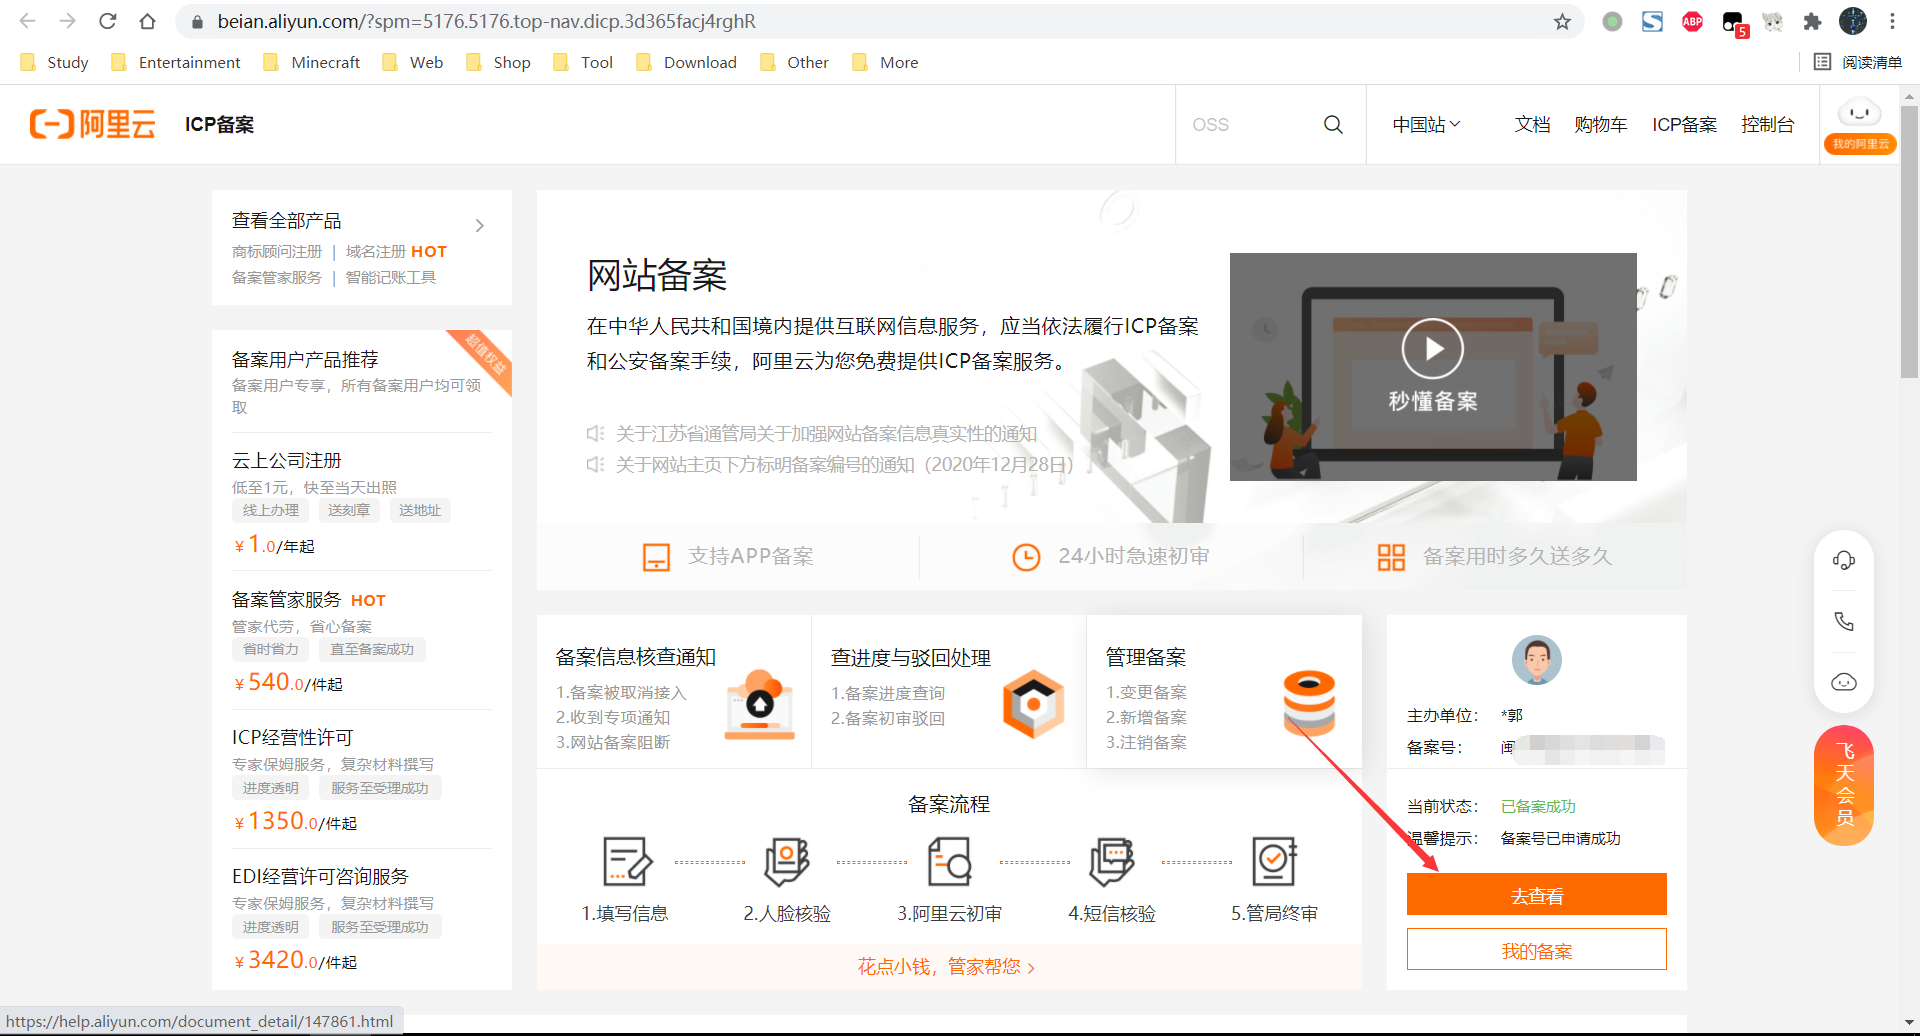 beian.aliyun.com/?spm=5176.5176.top-nav.dicp.3d365facj4rghR
ABP
5
Study
Entertainment
Minecraft
Web
Shop
Tool
Download
Other
More
阅读清单
阿里云
ICP备案
OSS
中国站
文档
购物车
ICP备案
控制台
我的阿里云
查看全部产品
商标顾问注册 | 域名注册 HOT
备案管家服务 | 智能记账工具
超值权益
备案用户产品推荐
备案用户专享，所有备案用户均可领
取
云上公司注册
低至1元，快至当天出照
线上办理 送刻章 送地址
¥1.0/年起
备案管家服务 HOT
管家代劳，省心备案
省时省力 直至备案成功
¥540.0/件起
ICP经营性许可
专家保姆服务，复杂材料撰写
进度透明 服务至受理成功
¥1350.0/件起
EDI经营许可咨询服务
专家保姆服务，复杂材料撰写
进度透明 服务至受理成功
¥3420.0/件起
网站备案
在中华人民共和国境内提供互联网信息服务，应当依法履行ICP备案
和公安备案手续，阿里云为您免费提供ICP备案服务。
关于江苏省通管局关于加强网站备案信息真实性的通知
关于网站主页下方标明备案编号的通知（2020年12月28日）
秒懂备案
支持APP备案
24小时急速初审
备案用时多久送多久
备案信息核查通知
1.备案被取消接入
2.收到专项通知
3.网站备案阻断
查进度与驳回处理
1.备案进度查询
2.备案初审驳回
管理备案
1.变更备案
2.新增备案
3.注销备案
备案流程
1.填写信息
2.人脸核验
3.阿里云初审
4.短信核验
5.管局终审
花点小钱，管家帮您 >
主办单位： *郭
备案号： 闽
当前状态： 已备案成功
温馨提示： 备案号已申请成功
去查看
我的备案
飞天会员
https://help.aliyun.com/document_detail/147861.html